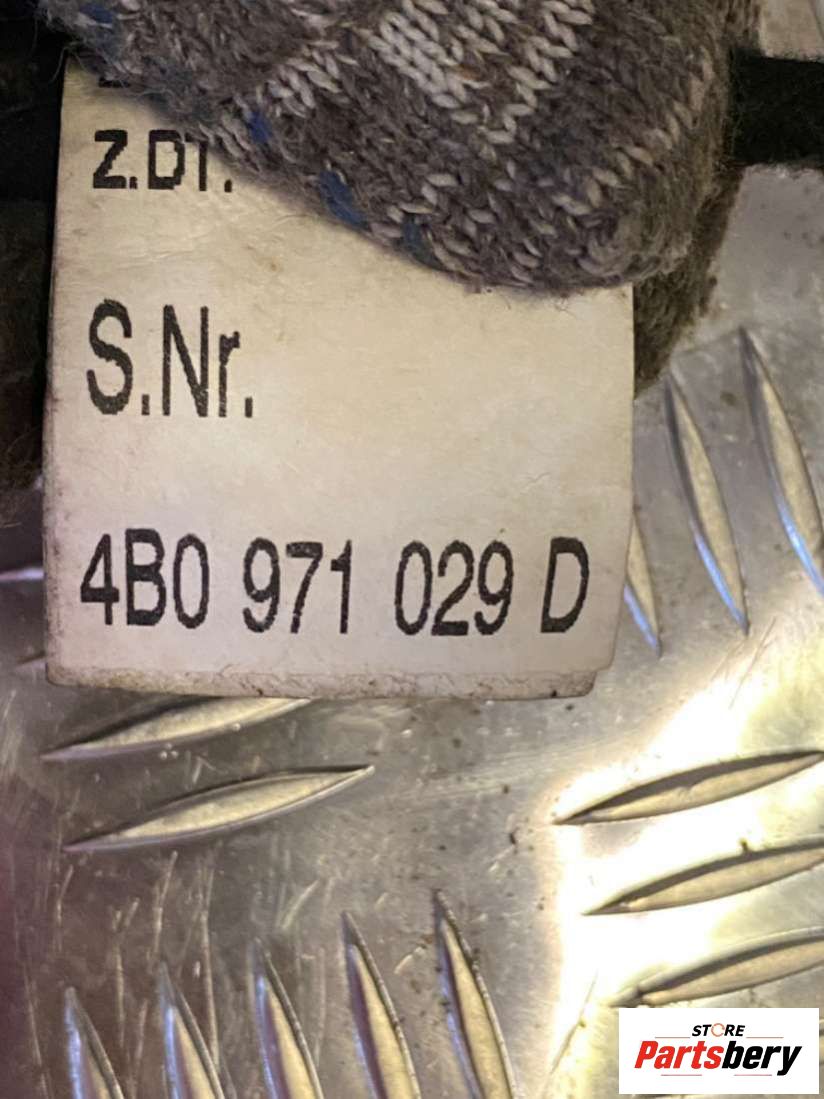 Z.DT.
S.Nr.
4B0 971 029 D
STORE
Partsbery